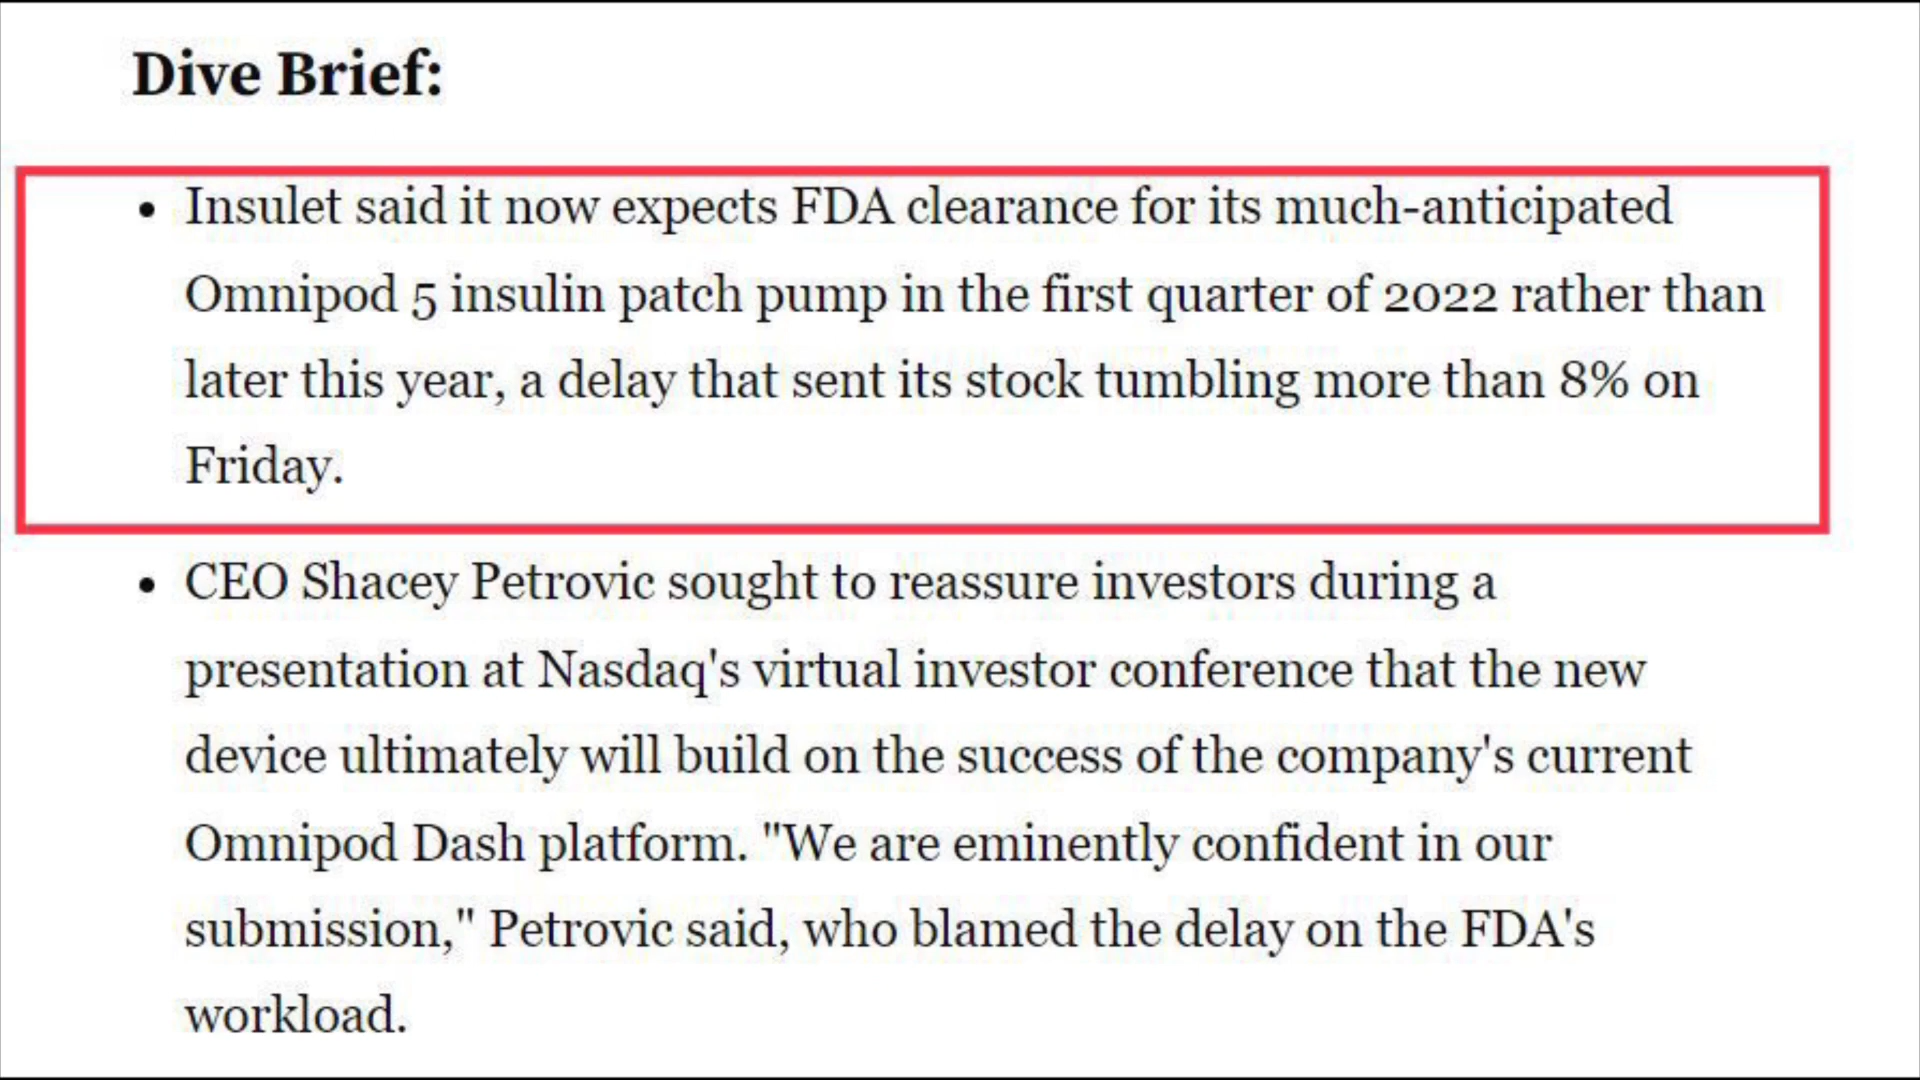 Dive Brief:
• Insulet said it now expects FDA clearance for its much-anticipated
Omnipod 5 insulin patch pump in the first quarter of 2022 rather than
later this year, a delay that sent its stock tumbling more than 8% on
Friday.
• CEO Shacey Petrovic sought to reassure investors during a
presentation at Nasdaq's virtual investor conference that the new
device ultimately will build on the success of the company's current
Omnipod Dash platform. "We are eminently confident in our
submission," Petrovic said, who blamed the delay on the FDA's
workload.